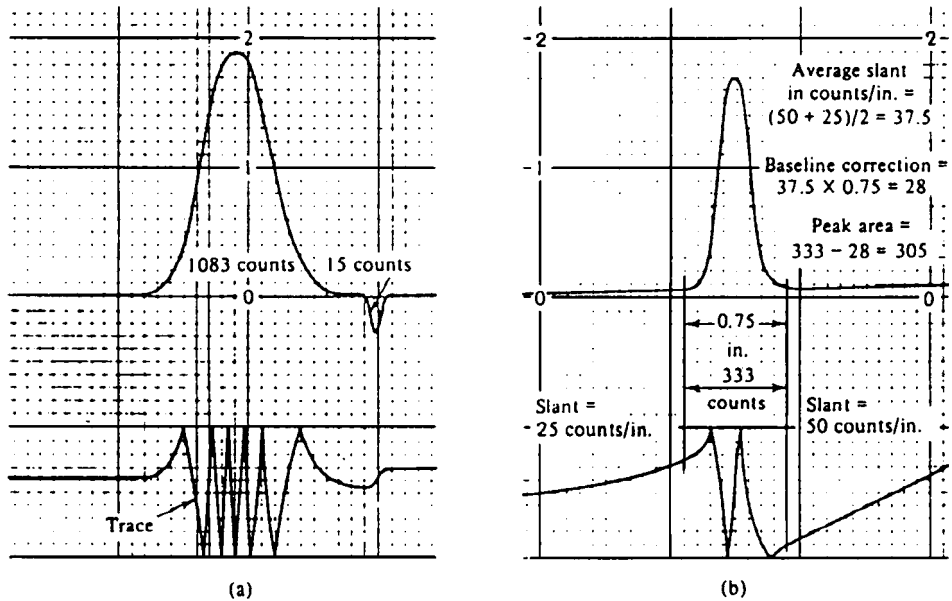 2
1083 counts
15 counts
0
Trace
(a)
2
2
Average slant
in counts/in. =
(50 + 25)/2 = 37.5
1
Baseline correction =
37.5 X 0.75 = 28
Peak area =
333 − 28 = 305
0
0
0.75
in.
333
counts
Slant =
25 counts/in.
Slant =
50 counts/in.
(b)